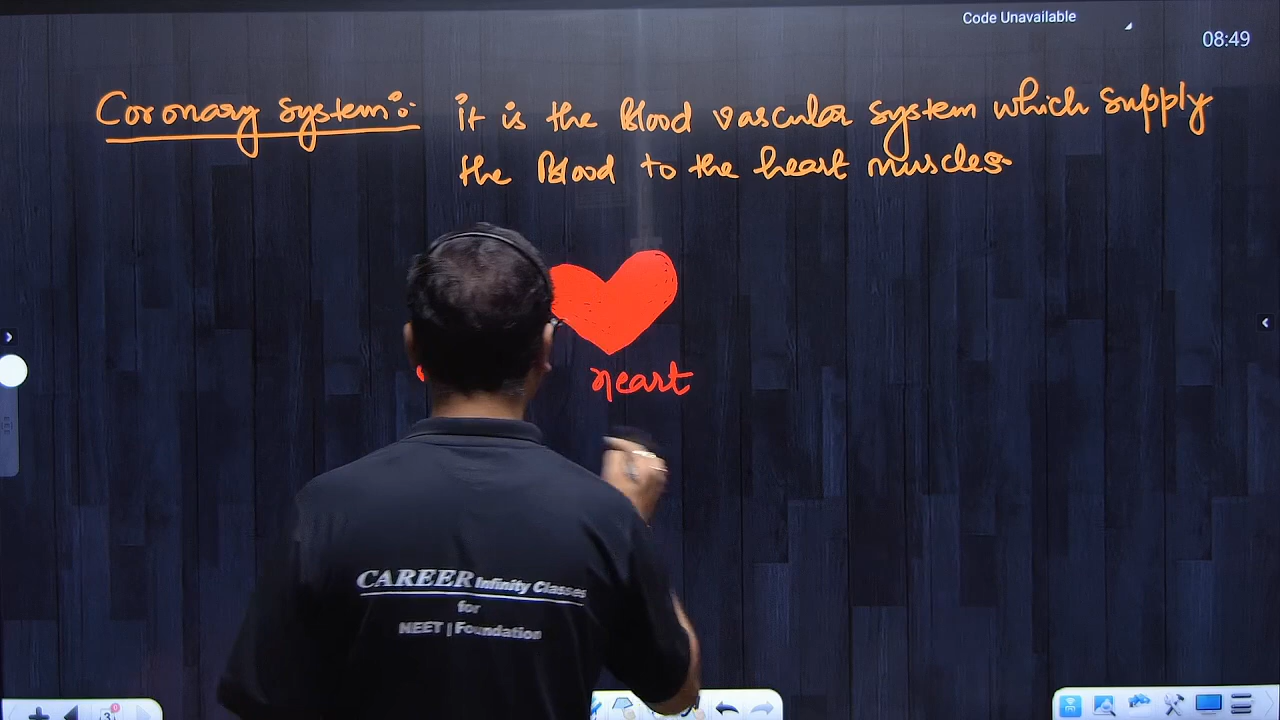 Code Unavailable
08:49
Coronary system:- it is the Blood vascular system which supply
the Blood to the heart muscles.
heart
CAREER Infinity Classes
for
NEET | Foundation
3